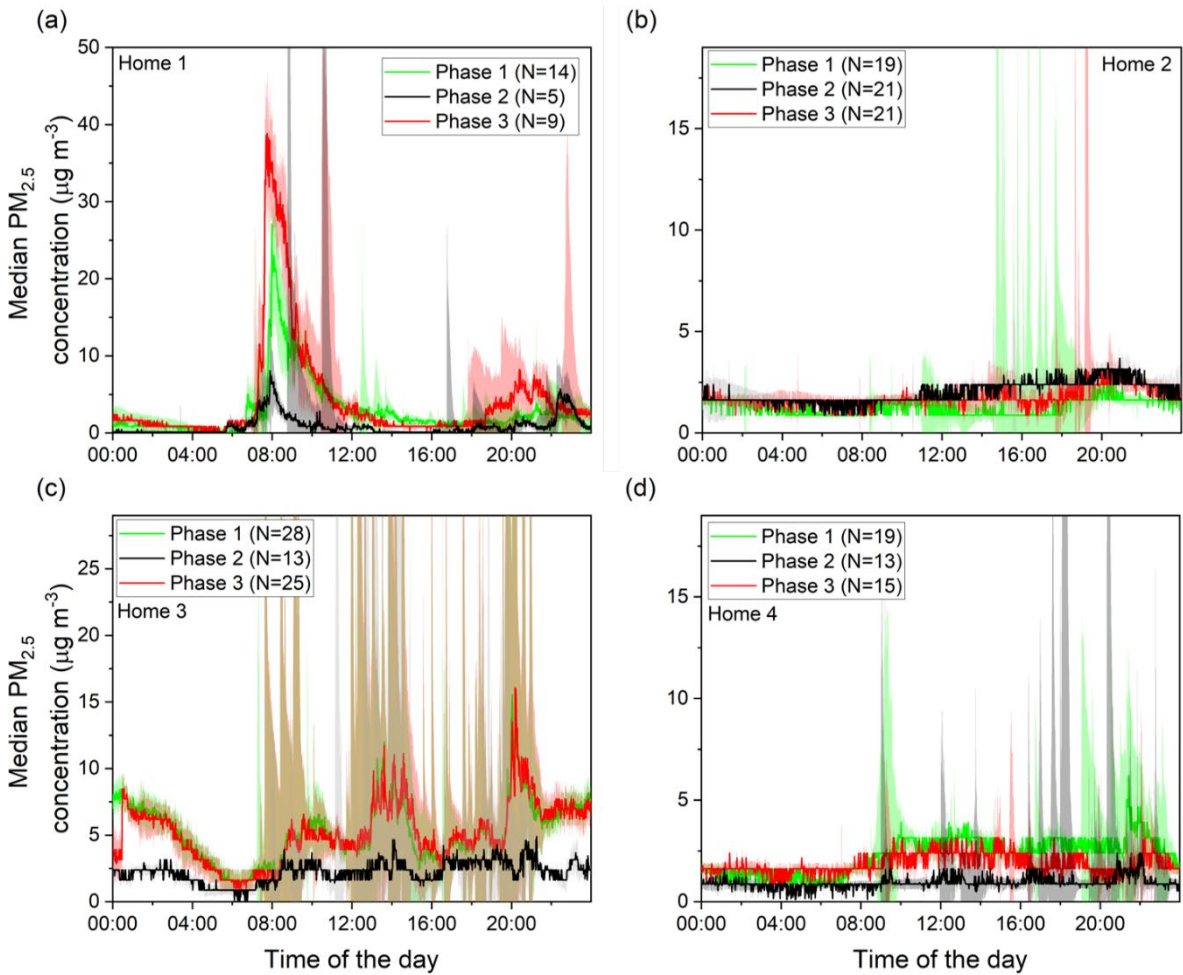 (a)
Home 1
Phase 1 (N=14)
Phase 2 (N=5)
Phase 3 (N=9)
50
40
30
20
10
0
00:00 04:00 08:00 12:00 16:00 20:00
Median PM2.5
concentration (µg m-3)
(b)
Phase 1 (N=19)
Phase 2 (N=21)
Phase 3 (N=21)
Home 2
15
10
5
0
00:00 04:00 08:00 12:00 16:00 20:00
(c)
Phase 1 (N=28)
Phase 2 (N=13)
Phase 3 (N=25)
Home 3
25
20
15
10
5
0
00:00 04:00 08:00 12:00 16:00 20:00
Median PM2.5
concentration (µg m-3)
Time of the day
(d)
Phase 1 (N=19)
Phase 2 (N=13)
Phase 3 (N=15)
Home 4
15
10
5
0
00:00 04:00 08:00 12:00 16:00 20:00
Time of the day